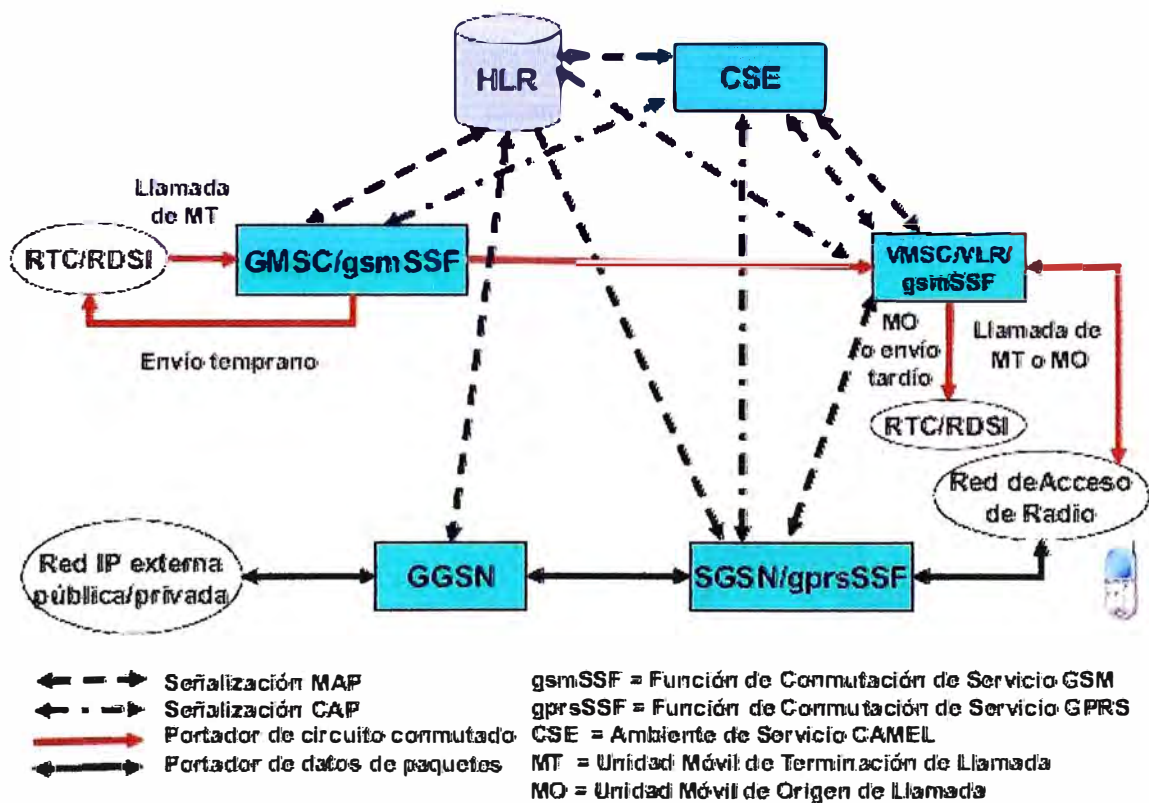 HLR
CSE
Llamada
de MT
RTC/RDSI
GMSC/gsmSSF
VMSC/VLR/
gsmSSF
Envío temprano
MO
o envío
tardío
Llamada de
MT o MO
RTC/RDSI
Red de Acceso
de Radio
Red IP externa
pública/privada
GGSN
SGSN/gprsSSF
Señalización MAP
Señalización CAP
Portador de circuito conmutado
Portador de datos de paquetes
gsmSSF = Función de Conmutación de Servicio GSM
gprsSSF = Función de Conmutación de Servicio GPRS
CSE = Ambiente de Servicio CAMEL
MT = Unidad Móvil de Terminación de Llamada
MO = Unidad Móvil de Origen de Llamada